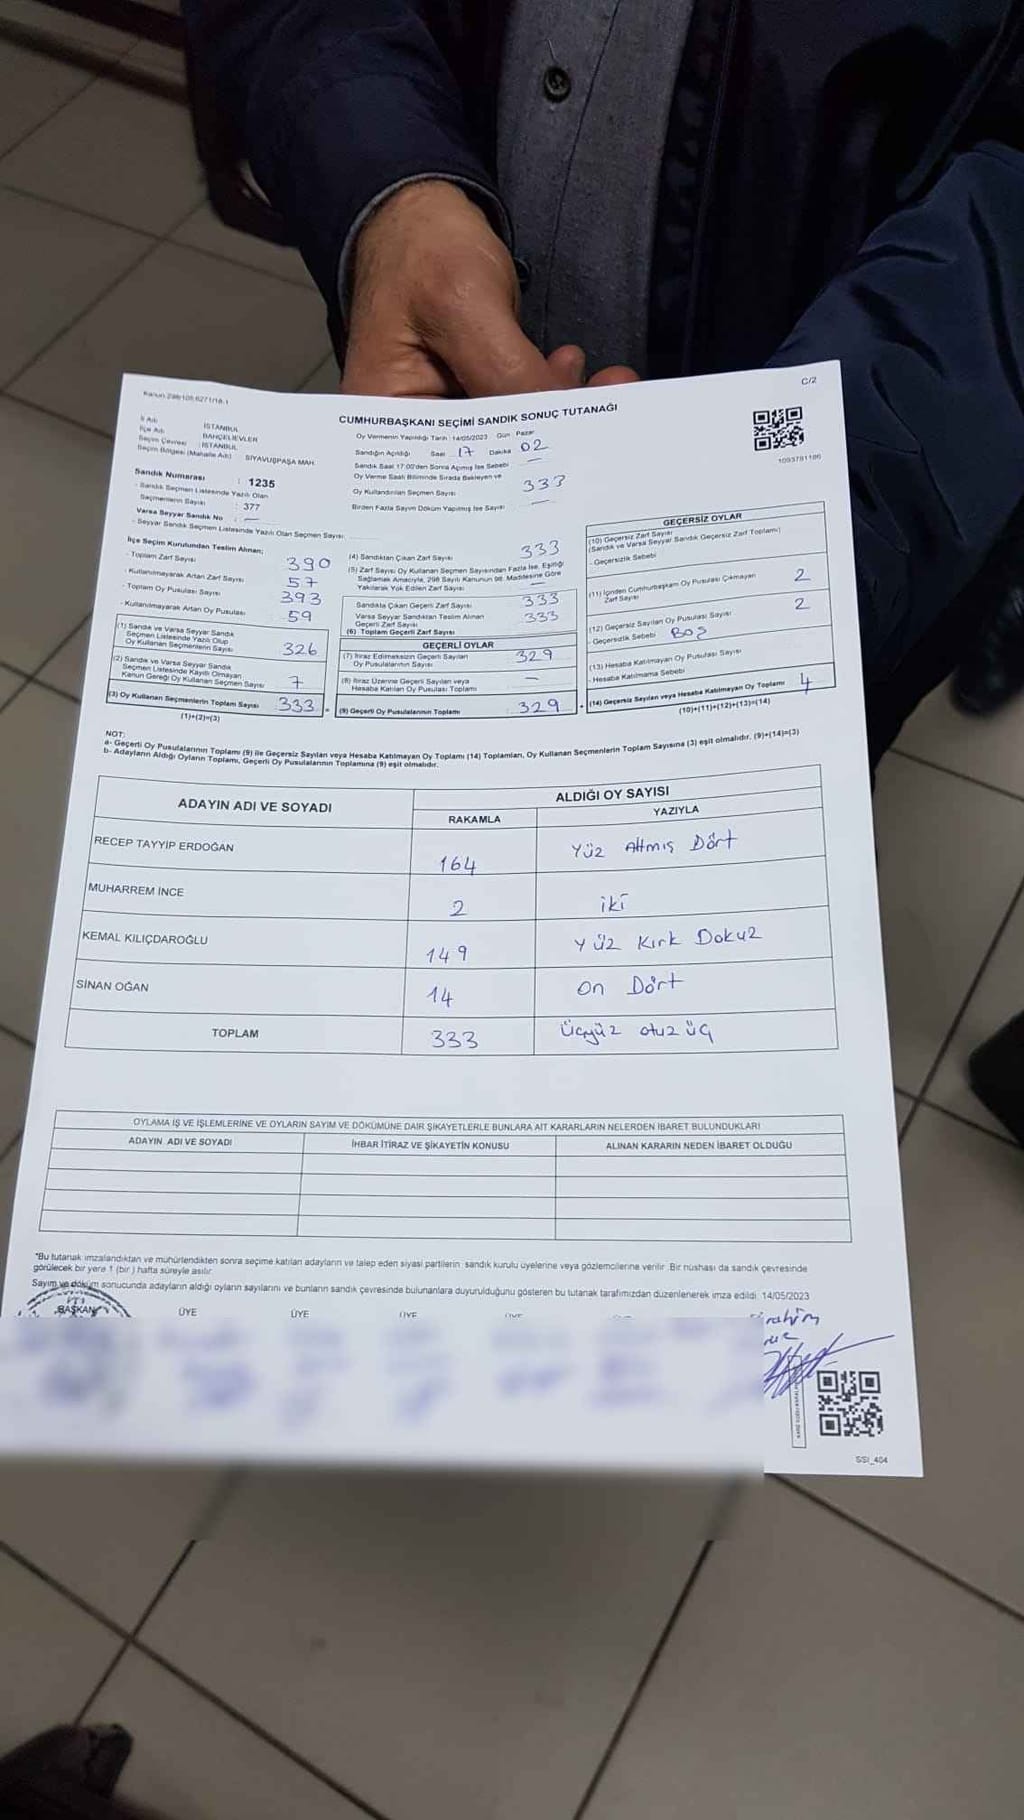 Kanun 298/105,6271/18.1
C/2
CUMHURBAŞKANI SEÇİMİ SANDIK SONUÇ TUTANAĞI
İl Adı : İSTANBUL
İlçe Adı : BAHÇELİEVLER
Seçim Çevresi : İSTANBUL
Seçim Bölgesi (Mahalle Adı) : SİYAVUŞPAŞA MAH.
Sandık Numarası : 1235
- Sandık Seçmen Listesinde Yazılı Olan
Seçmenlerin Sayısı : 377
Varsa Seyyar Sandık No : —
- Seyyar Sandık Seçmen Listesinde Yazılı Olan Seçmen Sayısı:
Oy Vermenin Yapıldığı Tarih :14/05/2023 Gün : Pazar
Sandığın Açıldığı Saat 17 Dakika 02
Sandık Saat 17:00'den Sonra Açılmış İse Sebebi —
Oy Verme Saati Bitiminde Sırada Bekleyen ve
Oy Kullandırılan Seçmen Sayısı 333
Birden Fazla Sayım Döküm Yapılmış İse Sayısı —
1093781186
İlçe Seçim Kurulundan Teslim Alınan;
- Toplam Zarf Sayısı 390
- Kullanılmayarak Artan Zarf Sayısı 57
- Toplam Oy Pusulası Sayısı 393
- Kullanılmayarak Artan Oy Pusulası 59
(1) Sandık ve Varsa Seyyar Sandık
Seçmen Listesinde Yazılı Olup
Oy Kullanan Seçmenlerin Sayısı 326
(2) Sandık ve Varsa Seyyar Sandık
Seçmen Listesinde Kayıtlı Olmayan
Kanun Gereği Oy Kullanan Seçmen Sayısı 7
(3) Oy Kullanan Seçmenlerin Toplam Sayısı 333
(1)+(2)=(3)
(4) Sandıktan Çıkan Zarf Sayısı 333
(5) Zarf Sayısı Oy Kullanan Seçmen Sayısından Fazla İse, Eşitliği
Sağlamak Amacıyla, 298 Sayılı Kanunun 98. Maddesine Göre
Yakılarak Yok Edilen Zarf Sayısı —
Sandıkta Çıkan Geçerli Zarf Sayısı 333
Varsa Seyyar Sandıktan Teslim Alınan
Geçerli Zarf Sayısı 333
(6) Toplam Geçerli Zarf Sayısı
GEÇERLİ OYLAR
(7) İtiraz Edilmeksizin Geçerli Sayılan
Oy Pusulalarının Sayısı 329
(8) İtiraz Üzerine Geçerli Sayılan veya
Hesaba Katılan Oy Pusulası Toplamı —
(9) Geçerli Oy Pusulalarının Toplamı 329
GEÇERSİZ OYLAR
(10) Geçersiz Zarf Sayısı
(Sandık ve Varsa Seyyar Sandık Geçersiz Zarf Toplamı)
- Geçersizlik Sebebi
(11) İçinden Cumhurbaşkanı Oy Pusulası Çıkmayan
Zarf Sayısı 2
(12) Geçersiz Sayılan Oy Pusulası Sayısı 2
- Geçersizlik Sebebi BOŞ
(13) Hesaba Katılmayan Oy Pusulası Sayısı
- Hesaba Katılmama Sebebi
(14) Geçersiz Sayılan veya Hesaba Katılmayan Oy Toplamı 4
(10)+(11)+(12)+(13)=(14)
NOT:
a- Geçerli Oy Pusulalarının Toplamı (9) ile Geçersiz Sayılan veya Hesaba Katılmayan Oy Toplamı (14) Toplamları, Oy Kullanan Seçmenlerin Toplam Sayısına (3) eşit olmalıdır. (9)+(14)=(3)
b- Adayların Aldığı Oyların Toplamı, Geçerli Oy Pusulalarının Toplamına (9) eşit olmalıdır.
ADAYIN ADI VE SOYADI
ALDIĞI OY SAYISI
RAKAMLA YAZIYLA
RECEP TAYYİP ERDOĞAN 164 Yüz Altmış Dört
MUHARREM İNCE 2 iki
KEMAL KILIÇDAROĞLU 149 Yüz Kırk Dokuz
SİNAN OĞAN 14 On Dört
TOPLAM 333 Üçyüz otuz üç
OYLAMA İŞ VE İŞLEMLERİNE VE OYLARIN SAYIM VE DÖKÜMÜNE DAİR ŞİKAYETLERLE BUNLARA AİT KARARLARIN NELERDEN İBARET BULUNDUKLARI
ADAYIN ADI VE SOYADI İHBAR İTİRAZ VE ŞİKAYETİN KONUSU ALINAN KARARIN NEDEN İBARET OLDUĞU
*Bu tutanak imzalandıktan ve mühürlendikten sonra seçime katılan adayların ve talep eden siyasi partilerin sandık kurulu üyelerine veya gözlemcilerine verilir. Bir nüshası da sandık çevresinde
görülecek bir yere 1 (bir ) hafta süreyle asılır.
Sayım ve döküm sonucunda adayların aldığı oyların sayılarını ve bunların sandık çevresinde bulunanlara duyurulduğunu gösteren bu tutanak tarafımızdan düzenlenerek imza edildi. 14/05/2023
BAŞKAN ÜYE ÜYE ÜYE ÜYE
SSI_404